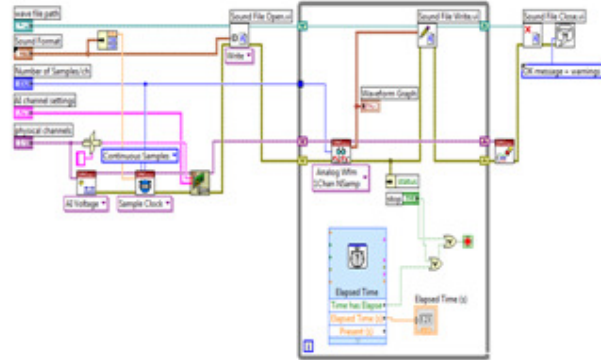 wave file path
Sound File Open.vi
Sound File Write.vi
Sound File Close.vi
Sound Format
Write
Number of Samples/ch
OK message + warnings
Waveform Graph
AI channel settings
physical channels
Continuous Samples
Analog Wfm
1Chan NSamp
AI Voltage
Sample Clock
status
stop
Elapsed Time
Time has Elapse
Elapsed Time (s)
Elapsed Time (s)
Present (s)
i